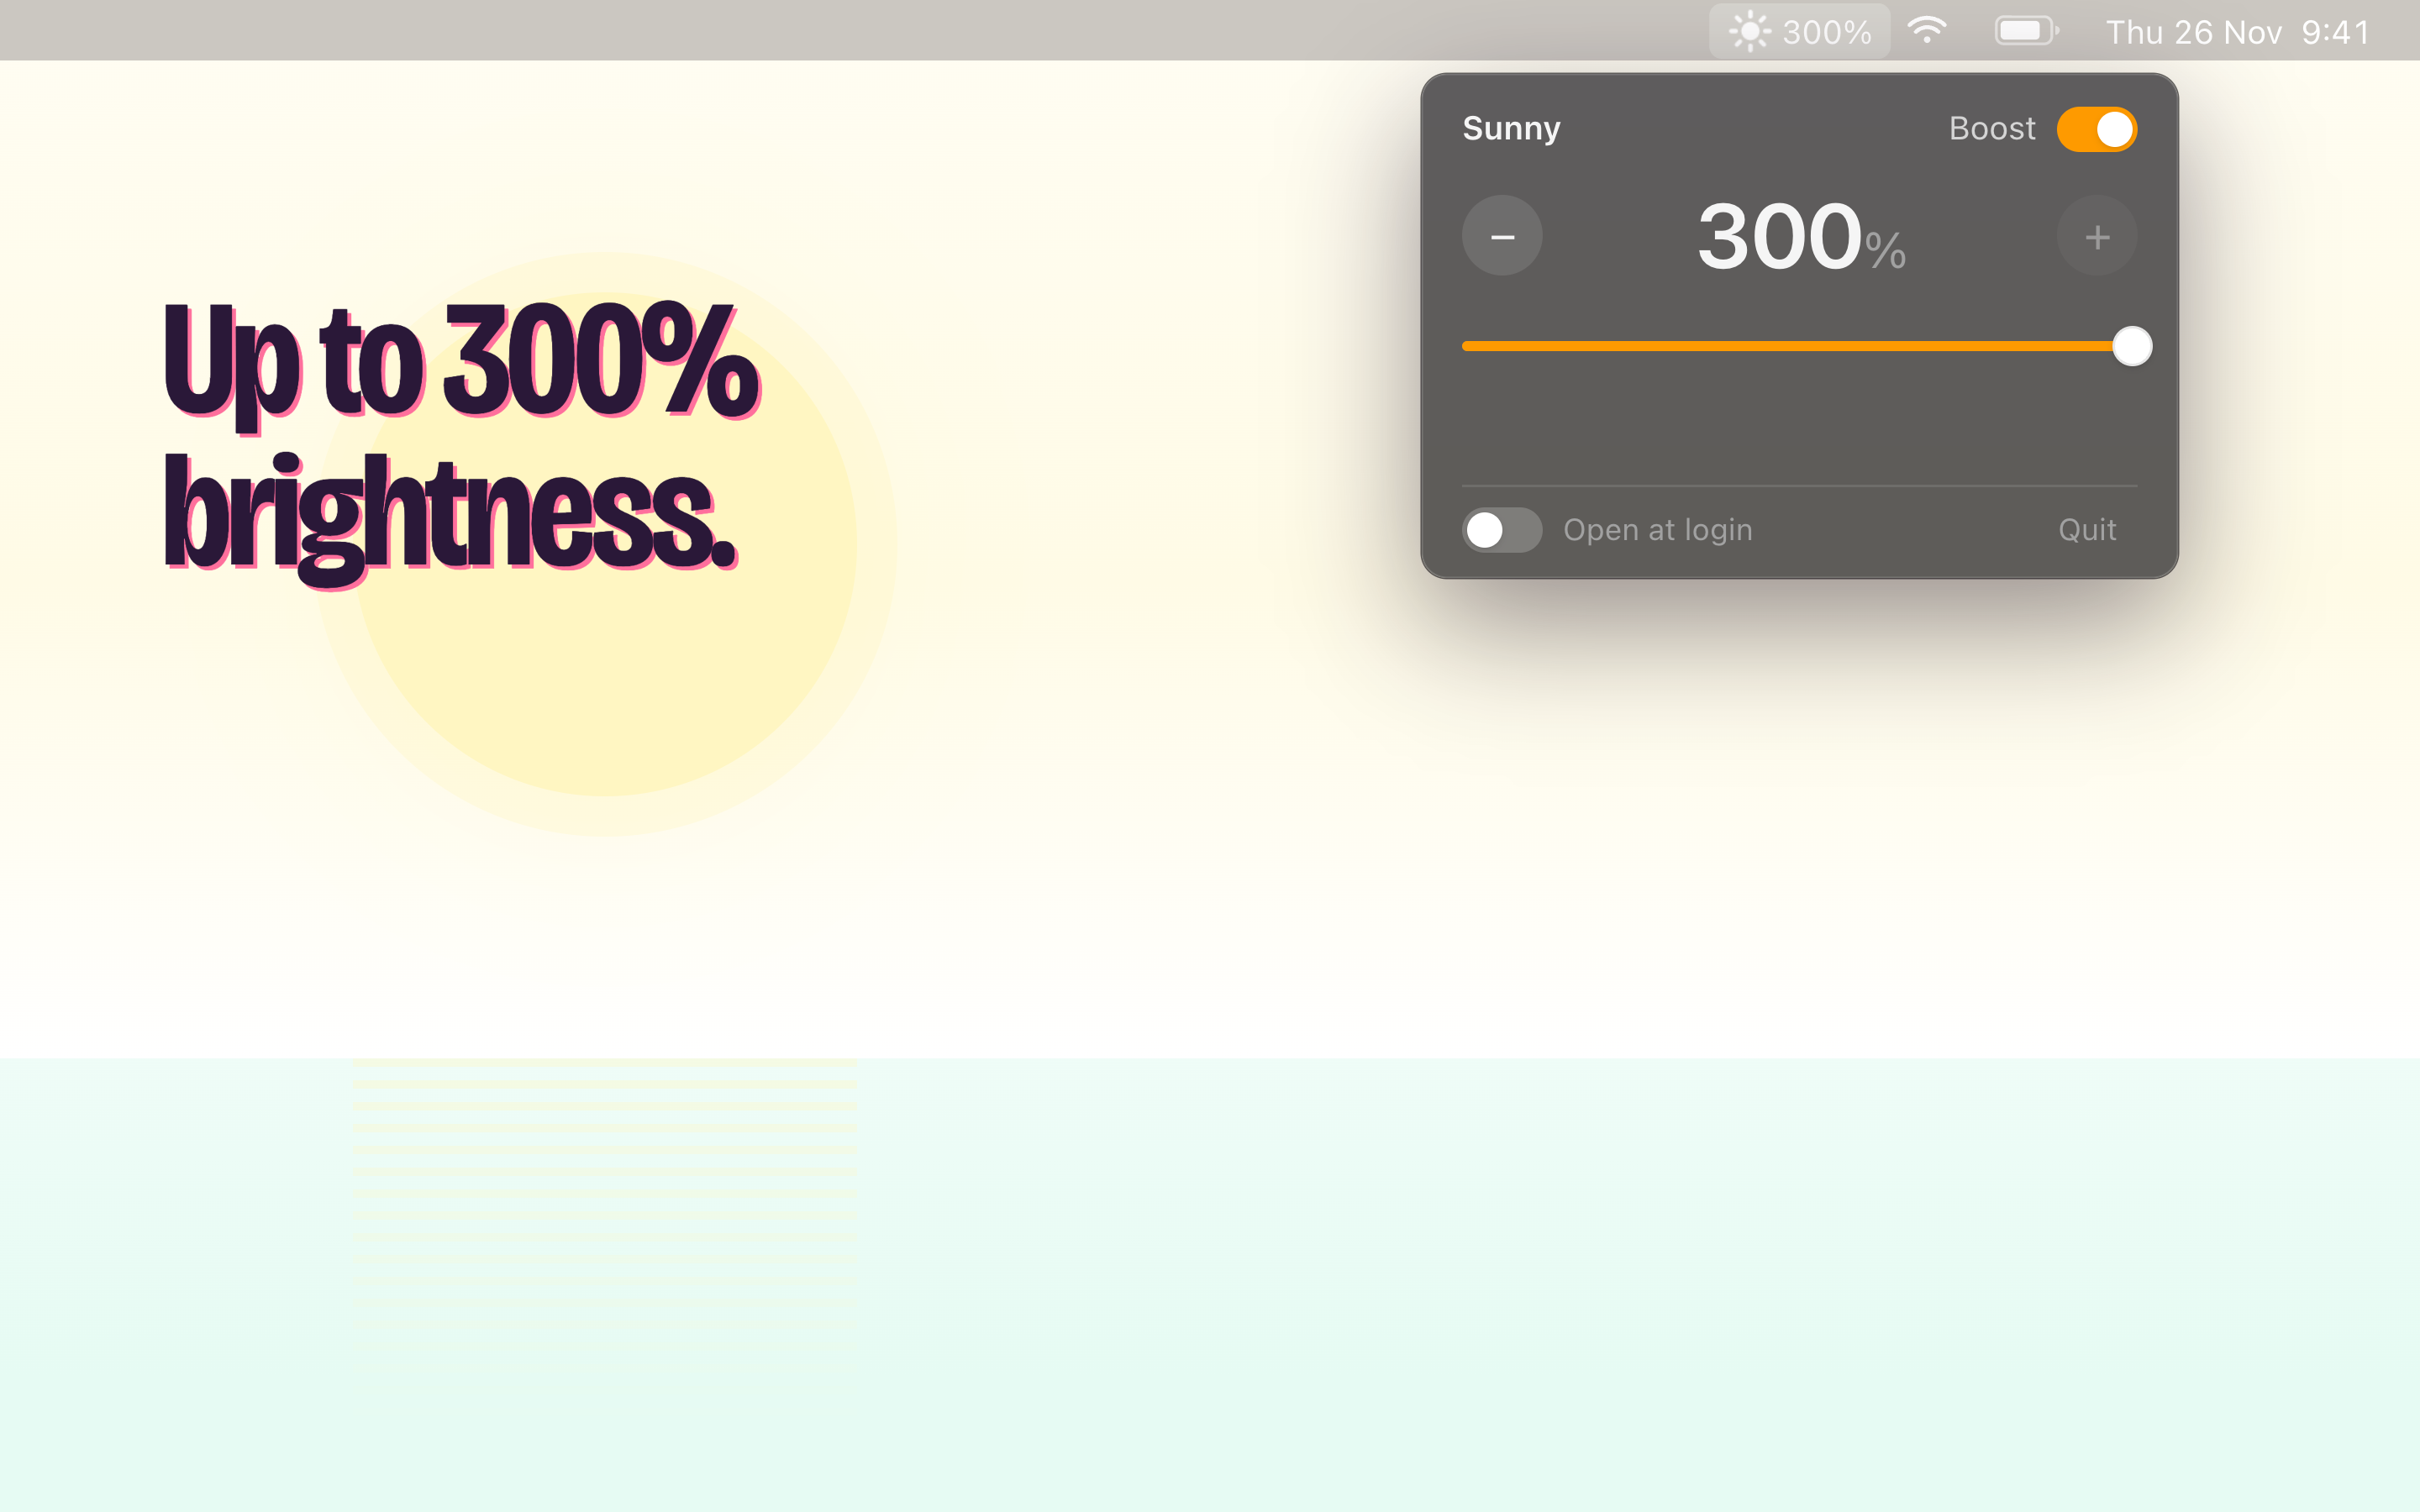 300% Thu 26 Nov 9:41
Sunny Boost
− 300% +
Up to 300%
brightness.
Open at login Quit